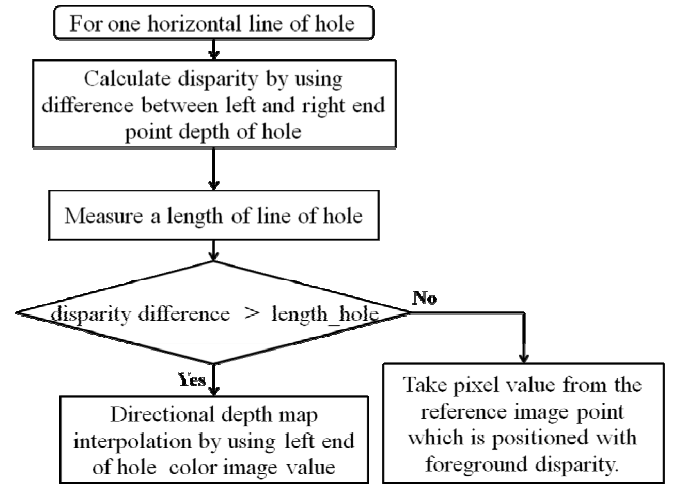 For one horizontal line of hole
Calculate disparity by using
difference between left and right end
point depth of hole
Measure a length of line of hole
disparity difference > length_hole
No
Yes
Directional depth map
interpolation by using left end
of hole color image value
Take pixel value from the
reference image point
which is positioned with
foreground disparity.